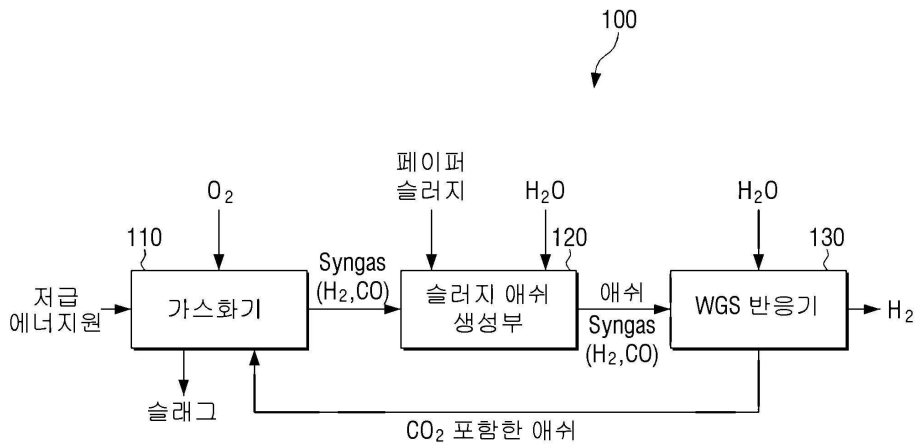 100
페이퍼
슬러지
O₂
H₂O
H₂O
110
120
130
Syngas
(H₂,CO)
저급
에너지원
가스화기
슬러지 애쉬
생성부
애쉬
Syngas
(H₂,CO)
WGS 반응기
H₂
슬래그
CO₂ 포함한 애쉬